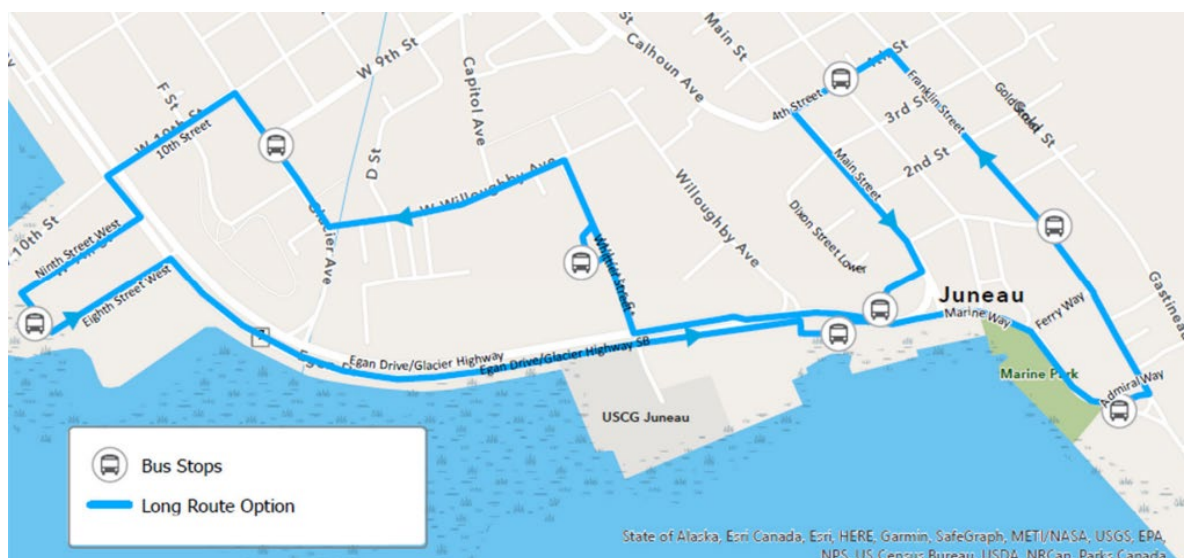 F St
W 9th St
Capitol Ave
Calhoun Ave
Main St
4th St
4th Street
3rd St
Franklin Street
Gold
St
W 10th St
10th Street
D St
2nd St
W Willoughby Ave
Willoughby Ave
Main Street
Dixon Street Lower
Glacier Ave
10th St
Ninth Street West
Eighth Street West
Whittier Street
Gastineau
Juneau
Marine Way
Ferry Way
Egan Drive/Glacier Highway
Egan Drive/Glacier Highway SB
Marine Park
Admiral Way
USCG Juneau
Bus Stops
Long Route Option
State of Alaska, Esri Canada, Esri, HERE, Garmin, SafeGraph, METI/NASA, USGS, EPA,
NPS, US Census Bureau, USDA, NRCan, Parks Canada